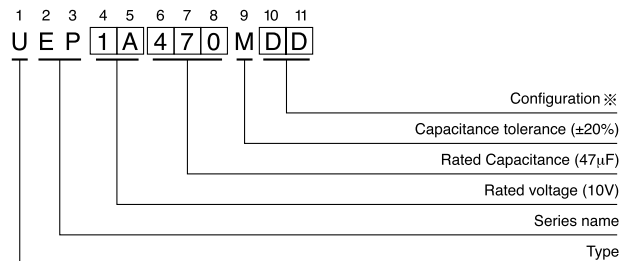 1 2 3 4 5 6 7 8 9 10 11
U E P 1 A 4 7 0 M D D
Configuration ※
Capacitance tolerance (±20%)
Rated Capacitance (47µF)
Rated voltage (10V)
Series name
Type